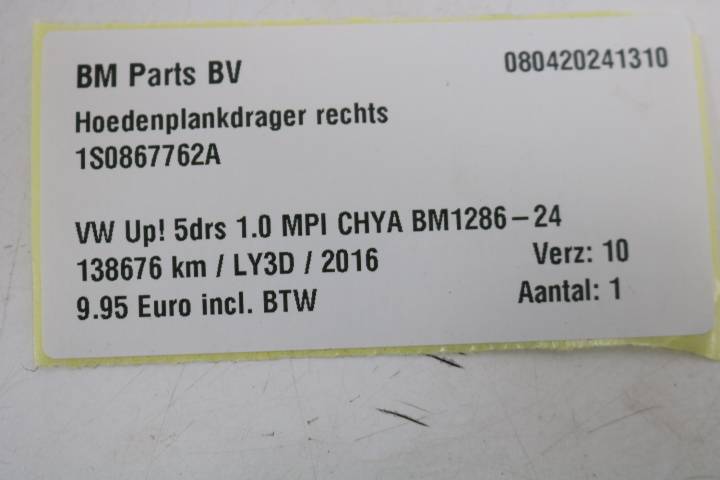 BM Parts BV 080420241310
Hoedenplankdrager rechts
1S0867762A
VW Up! 5drs 1.0 MPI CHYA BM1286-24
138676 km / LY3D / 2016 Verz: 10
9.95 Euro incl. BTW Aantal: 1